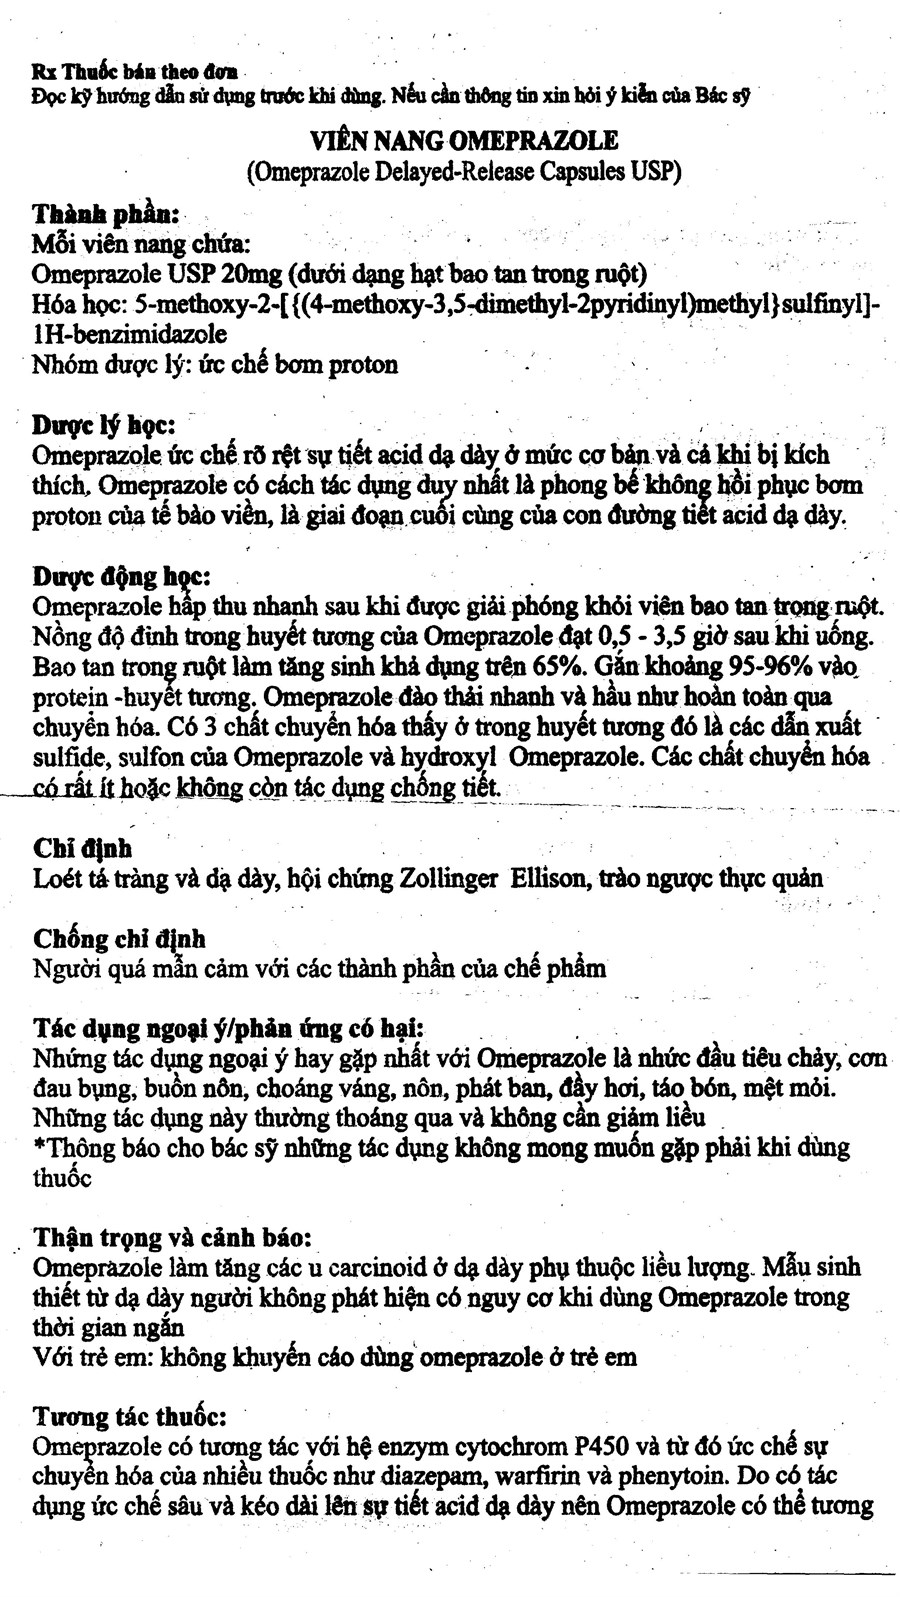 Rx Thuốc bán theo đơn
Đọc kỹ hướng dẫn sử dụng trước khi dùng. Nếu cần thông tin xin hỏi ý kiến của Bác sỹ
VIÊN NANG OMEPRAZOLE
(Omeprazole Delayed-Release Capsules USP)
Thành phần:
Mỗi viên nang chứa:
Omeprazole USP 20mg (dưới dạng hạt bao tan trong ruột)
Hóa học: 5-methoxy-2-[{(4-methoxy-3,5-dimethyl-2pyridinyl)methyl}sulfinyl]-
1H-benzimidazole
Nhóm dược lý: ức chế bơm proton
Dược lý học:
Omeprazole ức chế rõ rệt sự tiết acid dạ dày ở mức cơ bản và cả khi bị kích
thích. Omeprazole có cách tác dụng duy nhất là phong bế không hồi phục bơm
proton của tế bào viền, là giai đoạn cuối cùng của con đường tiết acid dạ dày.
Dược động học:
Omeprazole hấp thu nhanh sau khi được giải phóng khỏi viên bao tan trong ruột.
Nồng độ đỉnh trong huyết tương của Omeprazole đạt 0,5 - 3,5 giờ sau khi uống.
Bao tan trong ruột làm tăng sinh khả dụng trên 65%. Gắn khoảng 95-96% vào
protein -huyết tương. Omeprazole đào thải nhanh và hầu như hoàn toàn qua
chuyển hóa. Có 3 chất chuyển hóa thấy ở trong huyết tương đó là các dẫn xuất
sulfide, sulfon của Omeprazole và hydroxyl Omeprazole. Các chất chuyển hóa
có rất ít hoặc không còn tác dụng chống tiết.
Chỉ định
Loét tá tràng và dạ dày, hội chứng Zollinger Ellison, trào ngược thực quản
Chống chỉ định
Người quá mẫn cảm với các thành phần của chế phẩm
Tác dụng ngoại ý/phản ứng có hại:
Những tác dụng ngoại ý hay gặp nhất với Omeprazole là nhức đầu tiêu chảy, cơn
đau bụng, buồn nôn, choáng váng, nôn, phát ban, đầy hơi, táo bón, mệt mỏi.
Những tác dụng này thường thoáng qua và không cần giảm liều
*Thông báo cho bác sỹ những tác dụng không mong muốn gặp phải khi dùng
thuốc
Thận trọng và cảnh báo:
Omeprazole làm tăng các u carcinoid ở dạ dày phụ thuộc liều lượng. Mẫu sinh
thiết từ dạ dày người không phát hiện có nguy cơ khi dùng Omeprazole trong
thời gian ngắn
Với trẻ em: không khuyến cáo dùng omeprazole ở trẻ em
Tương tác thuốc:
Omeprazole có tương tác với hệ enzym cytochrom P450 và từ đó ức chế sự
chuyển hóa của nhiều thuốc như diazepam, warfirin và phenytoin. Do có tác
dụng ức chế sâu và kéo dài lên sự tiết acid dạ dày nên Omeprazole có thể tương